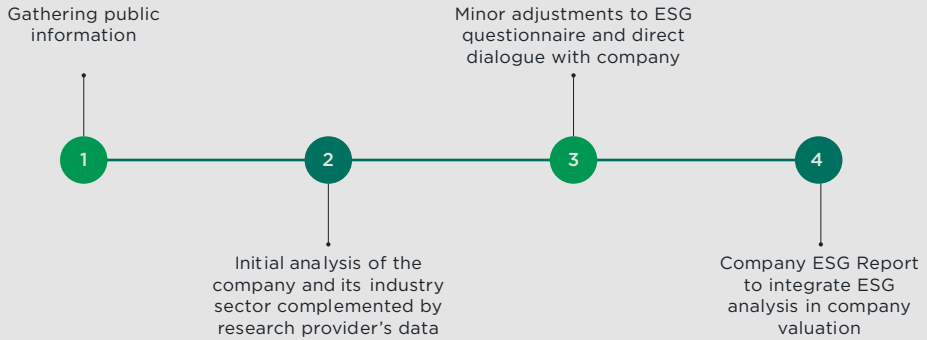 Gathering public
information
Minor adjustments to ESG
questionnaire and direct
dialogue with company
1
2
3
4
Initial analysis of the
company and its industry
sector complemented by
research provider's data
Company ESG Report
to integrate ESG
analysis in company
valuation